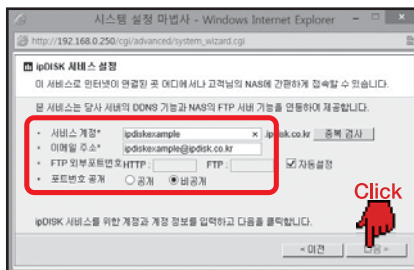 시스템 설정 마법사 - Windows Internet Explorer
http://192.168.0.250/cgi/advanced/system_wizard.cgi
ipDISK 서비스 설정
이 서비스로 인터넷이 연결된 곳 어디에서나 고객님의 NAS에 간편하게 접속할 수 있습니다.
본 서비스는 당사 서버의 DDNS 기능과 NAS의 FTP 서버 기능을 연동하여 제공합니다.
서비스 계정* ipdiskexample × .ipdisk.co.kr 중복 검사
이메일 주소* ipdiskexample@ipdisk.co.kr
FTP 외부포트번호 HTTP : FTP : 자동설정
포트번호 공개 공개 비공개
Click
ipDISK 서비스를 위한 계정과 계정 정보를 입력하고 다음을 클릭합니다.
< 이전 다음 >